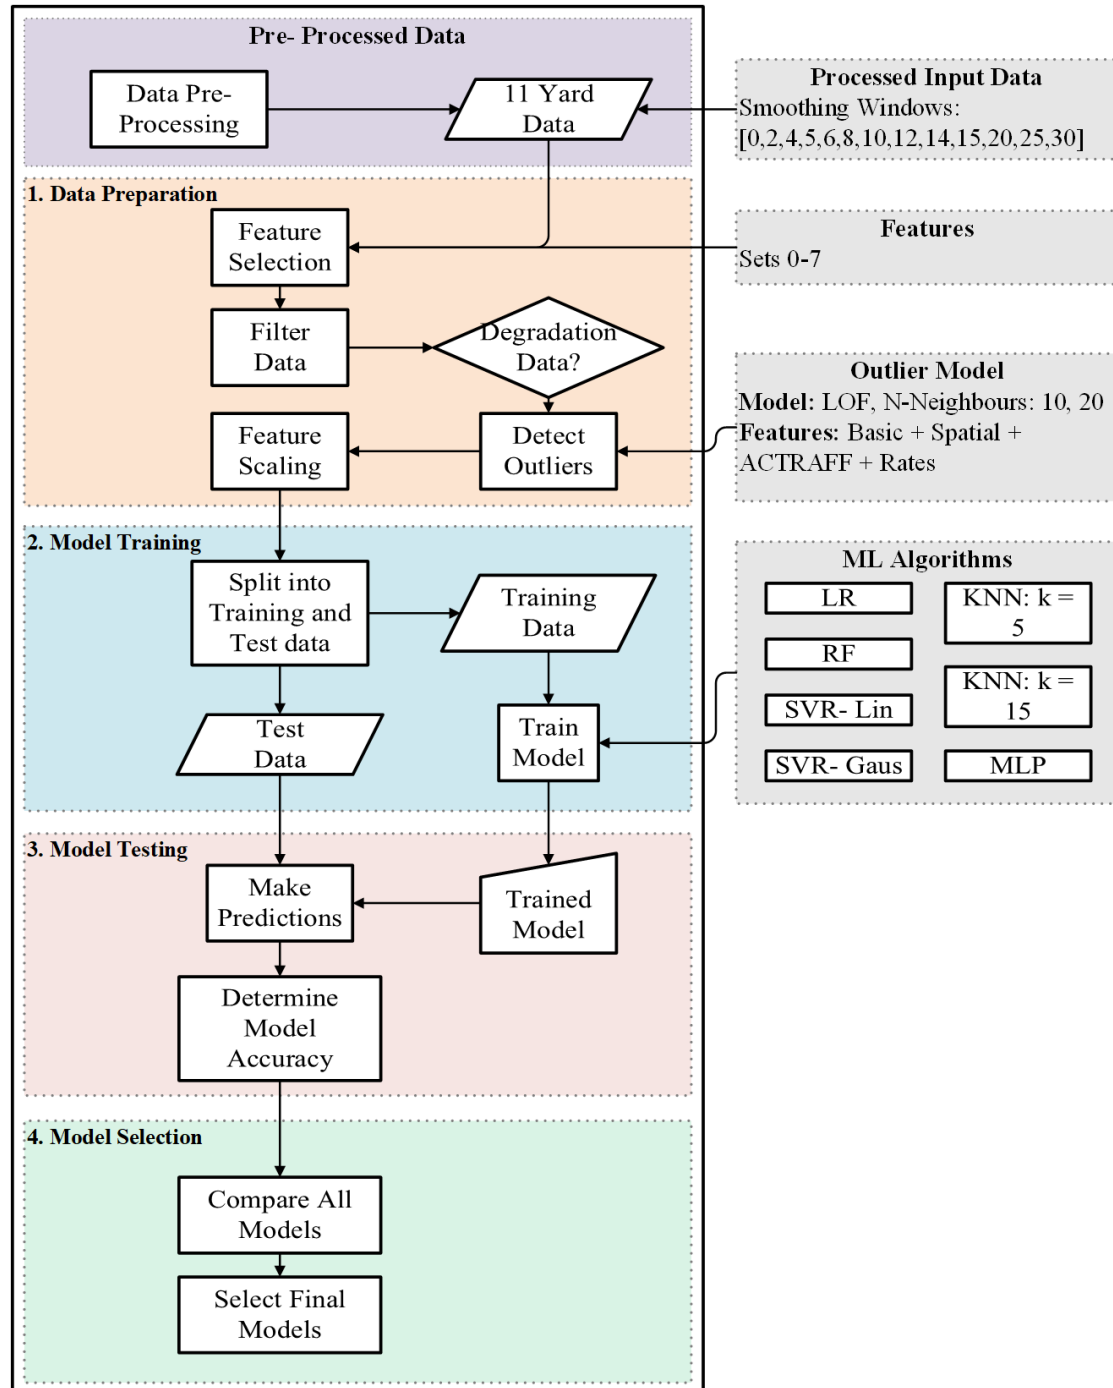 Pre- Processed Data
Data Pre-
Processing
11 Yard
Data
Processed Input Data
Smoothing Windows:
[0,2,4,5,6,8,10,12,14,15,20,25,30]
1. Data Preparation
Feature
Selection
Features
Sets 0-7
Filter
Data
Degradation
Data?
Outlier Model
Model: LOF, N-Neighbours: 10, 20
Features: Basic + Spatial +
ACTRAFF + Rates
Feature
Scaling
Detect
Outliers
2. Model Training
Split into
Training and
Test data
Training
Data
ML Algorithms
LR
KNN: k =
5
RF
KNN: k =
15
SVR- Lin
SVR- Gaus
MLP
Test
Data
Train
Model
3. Model Testing
Make
Predictions
Trained
Model
Determine
Model
Accuracy
4. Model Selection
Compare All
Models
Select Final
Models